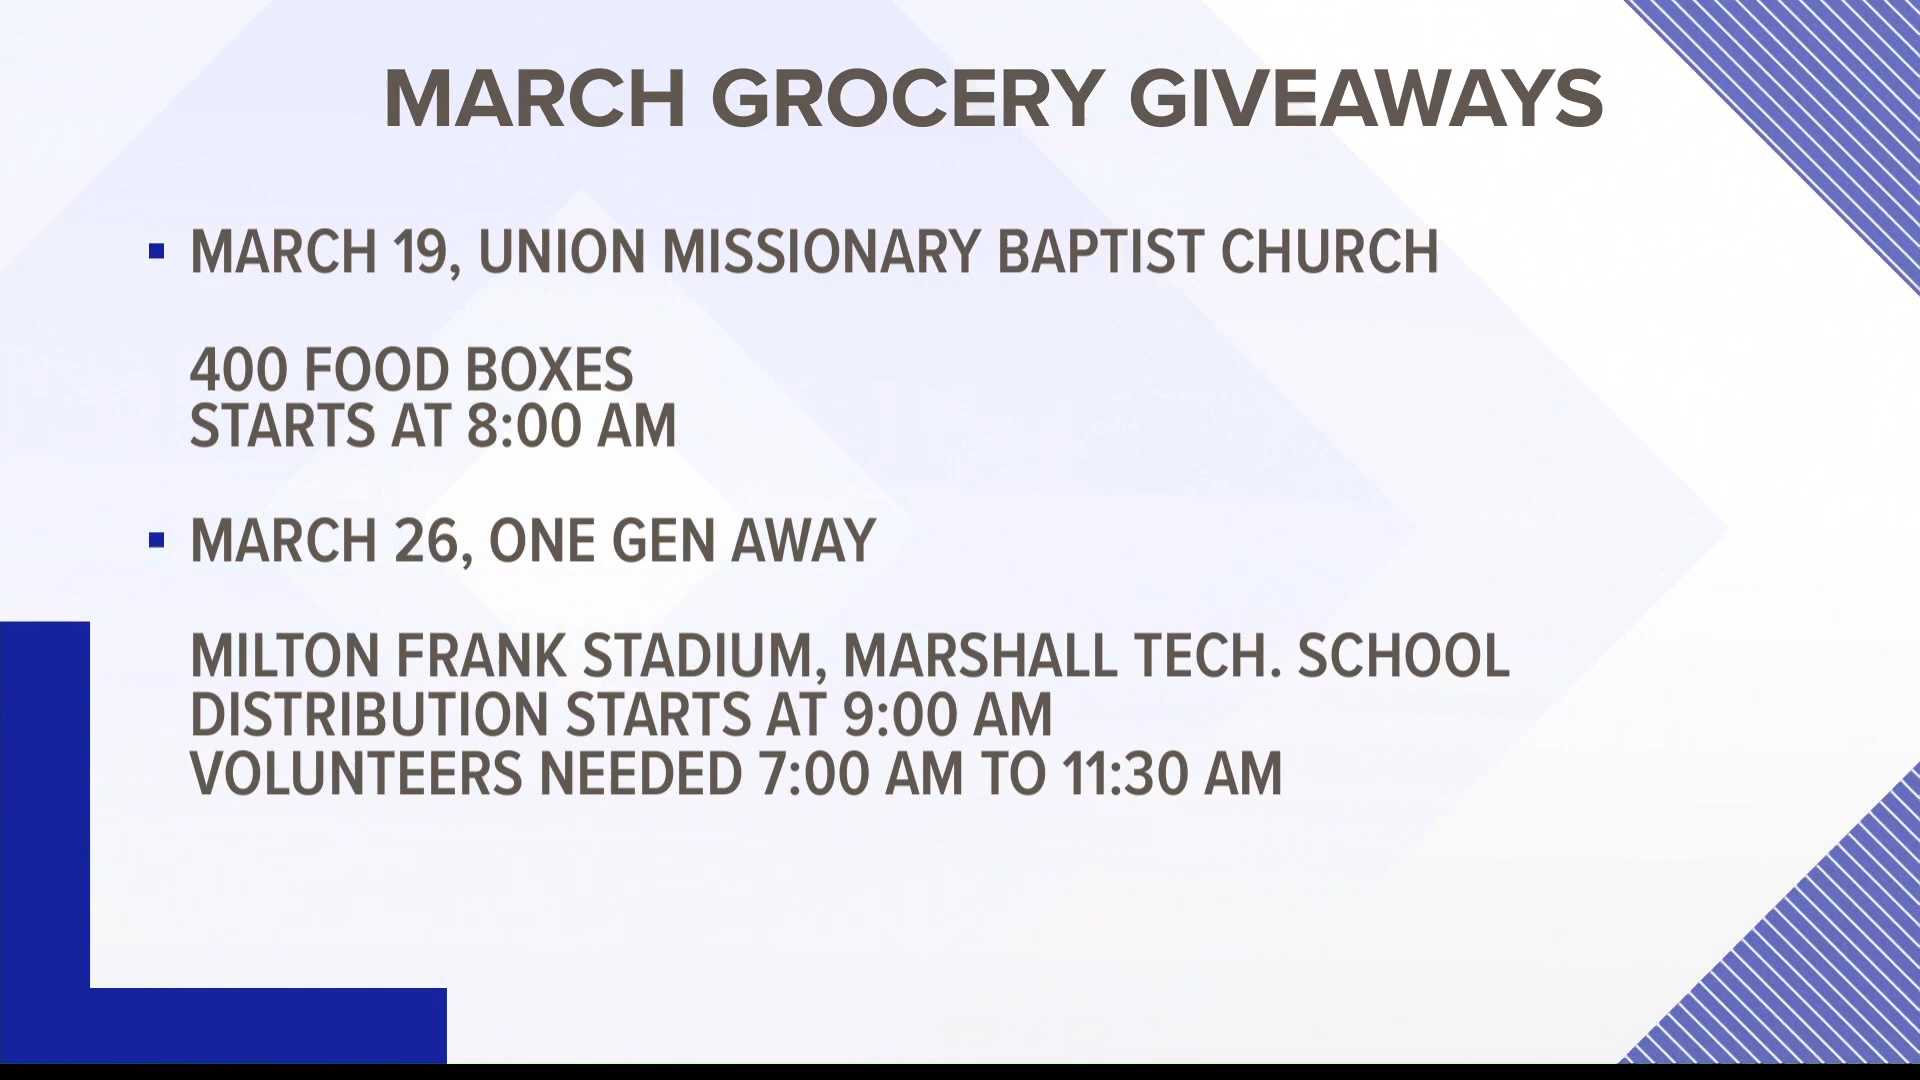 MARCH GROCERY GIVEAWAYS
MARCH 19, UNION MISSIONARY BAPTIST CHURCH
400 FOOD BOXES
STARTS AT 8:00 AM
MARCH 26, ONE GEN AWAY
MILTON FRANK STADIUM, MARSHALL TECH. SCHOOL
DISTRIBUTION STARTS AT 9:00 AM
VOLUNTEERS NEEDED 7:00 AM TO 11:30 AM